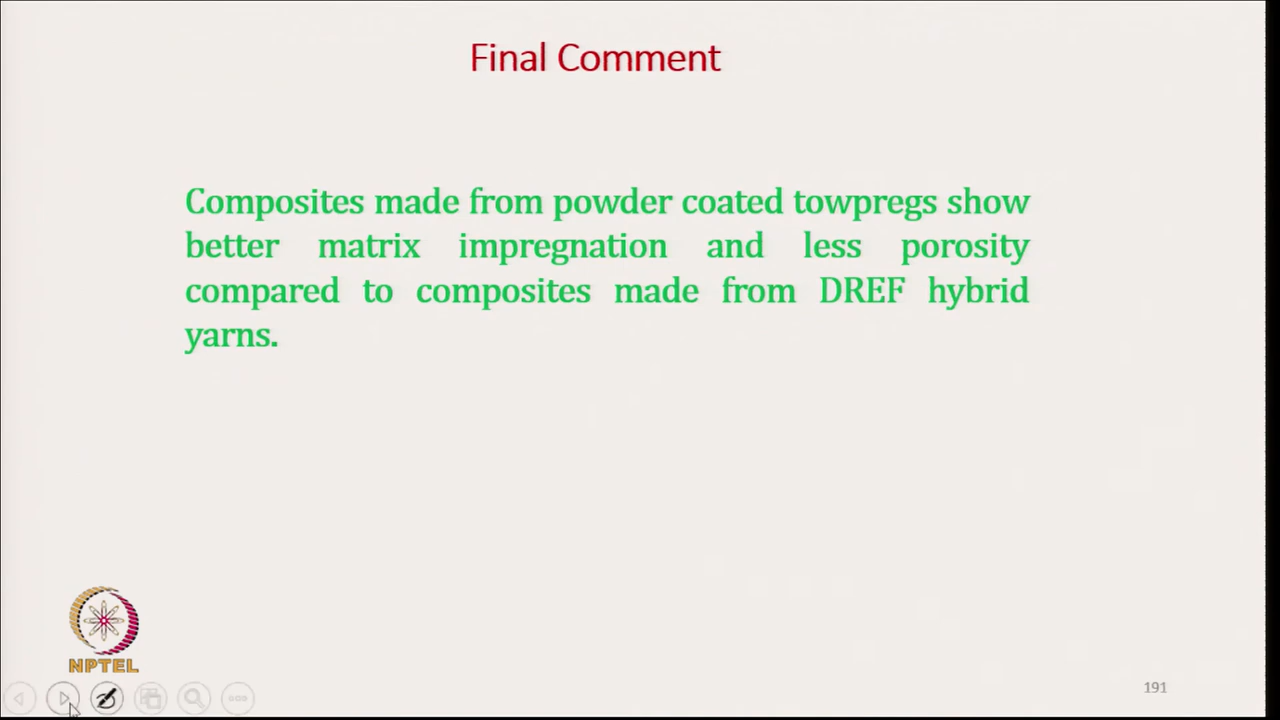 Final Comment
Composites made from powder coated towpregs show
better matrix impregnation and less porosity
compared to composites made from DREF hybrid
yarns.
NPTEL
191